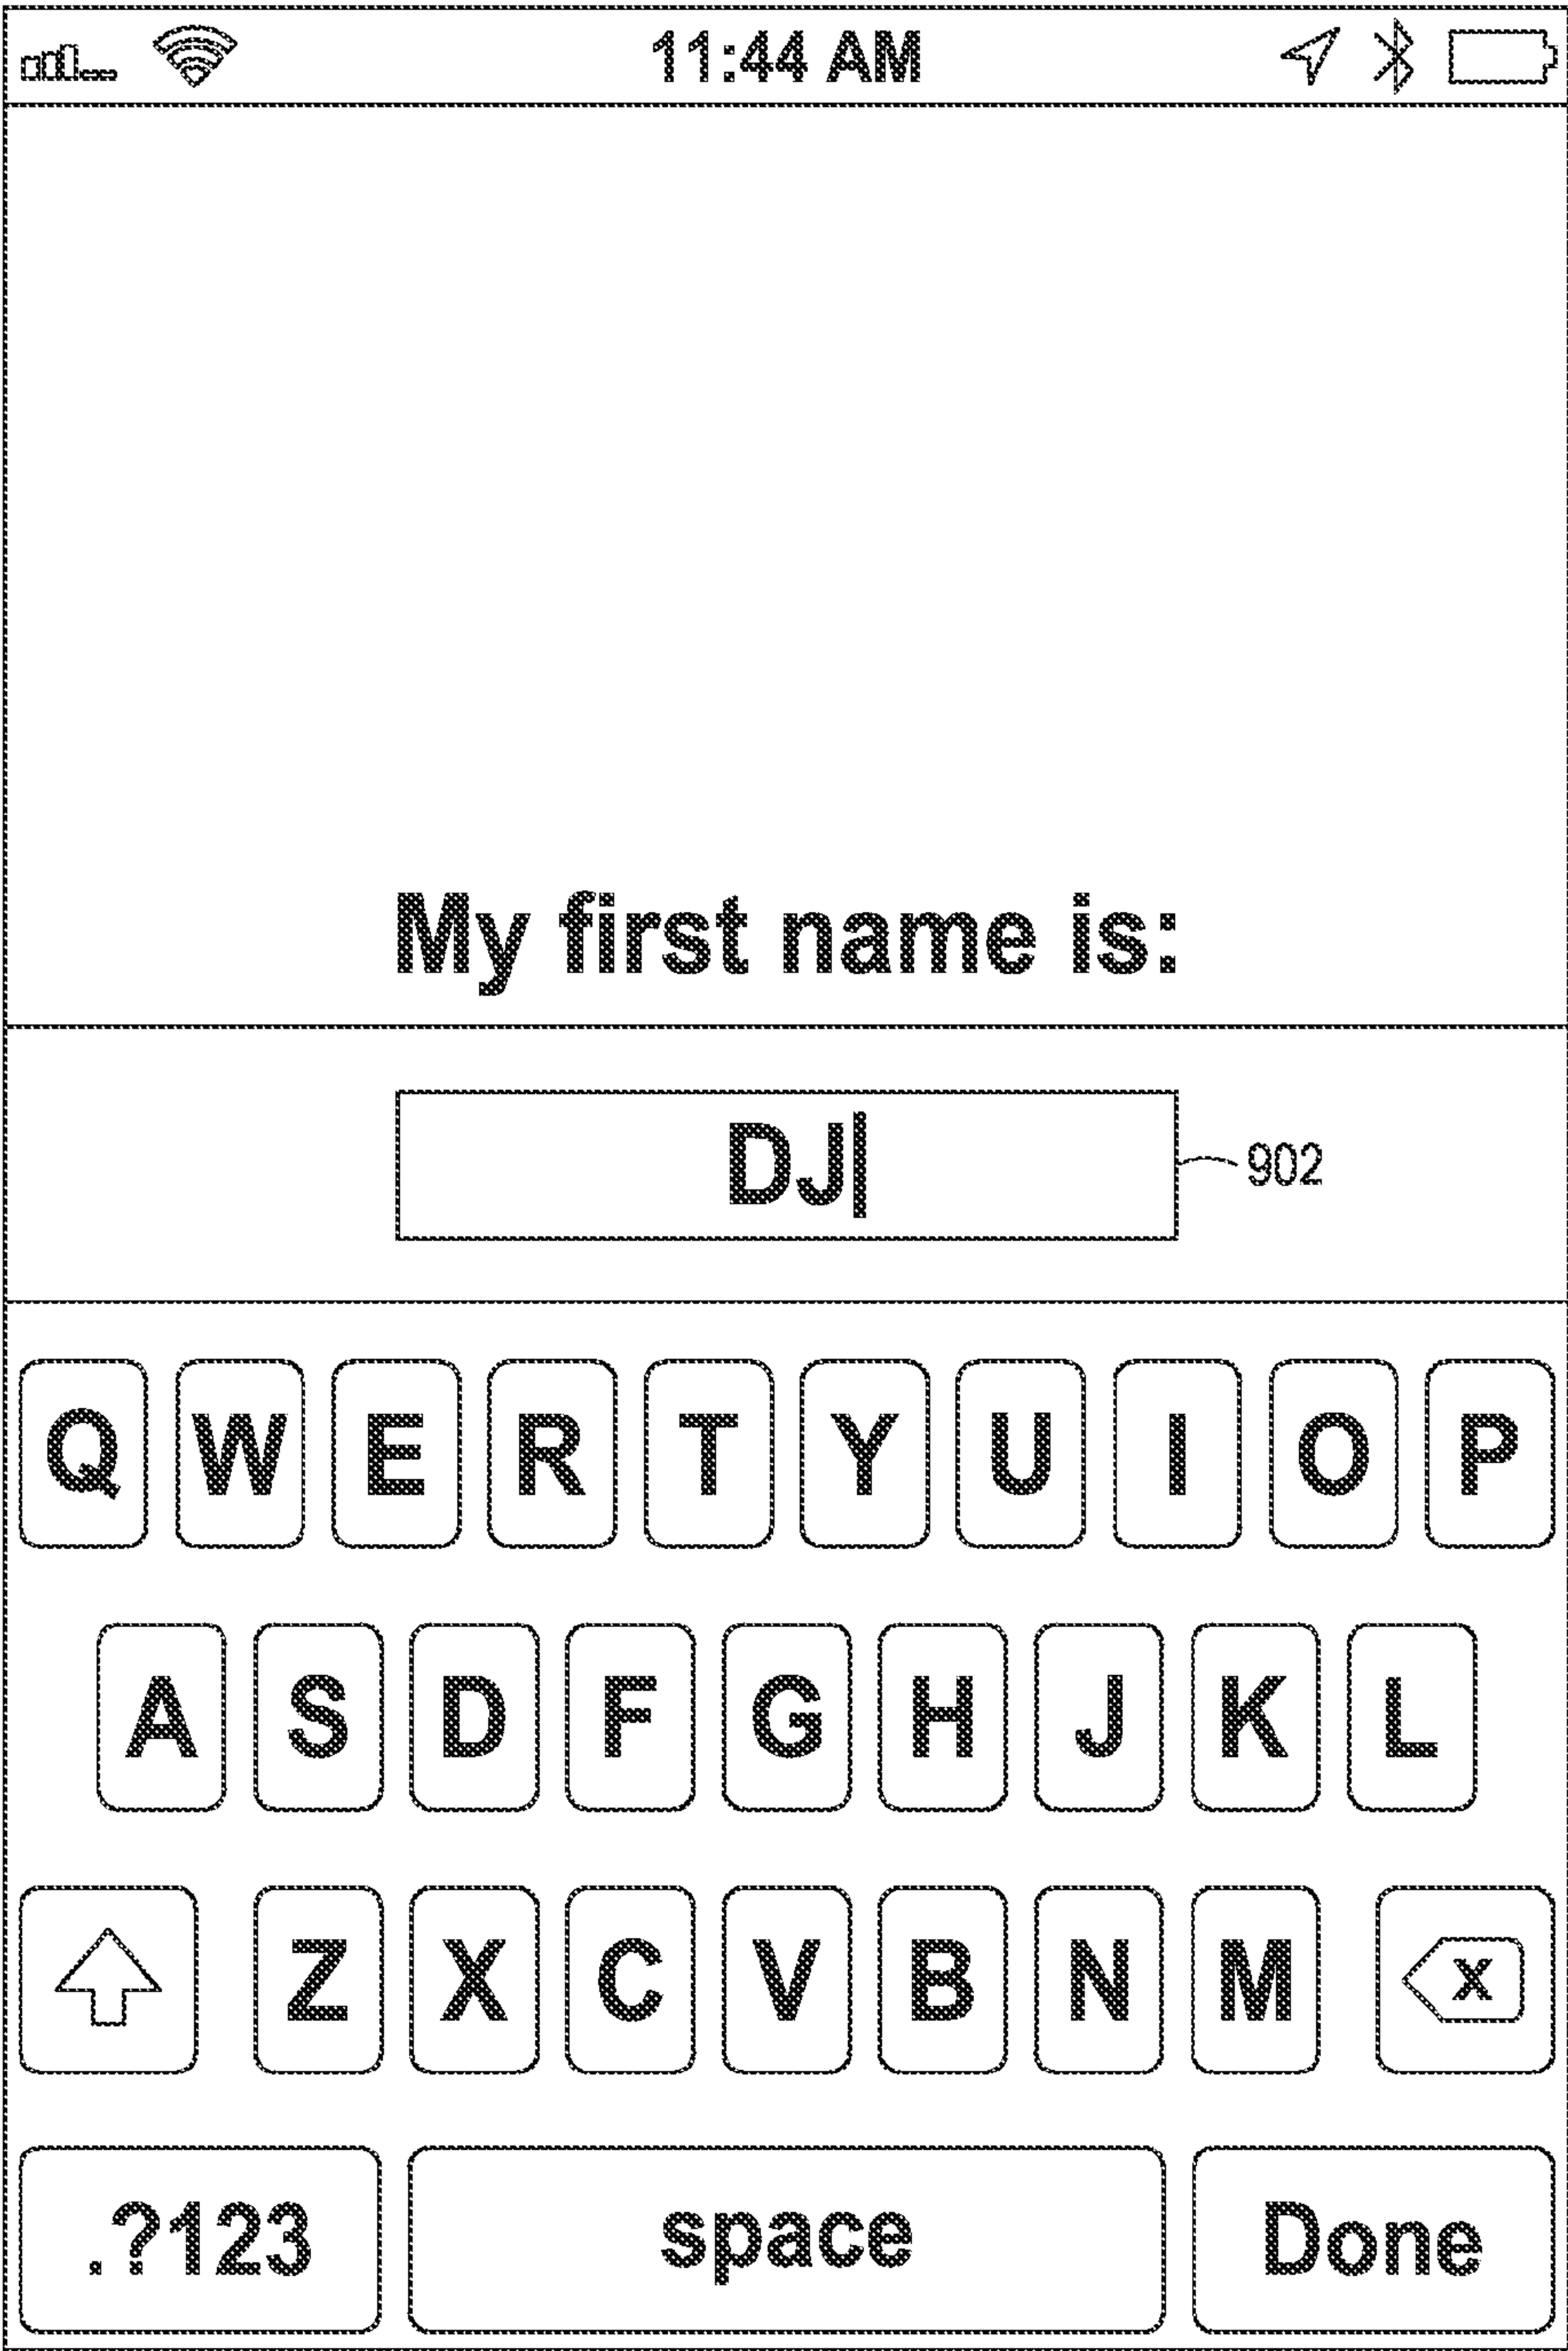 11:44 AM
My first name is:
DJ
902
Q W E R T Y U I O P
A S D F G H J K L
Z X C V B N M X
.?123 space Done